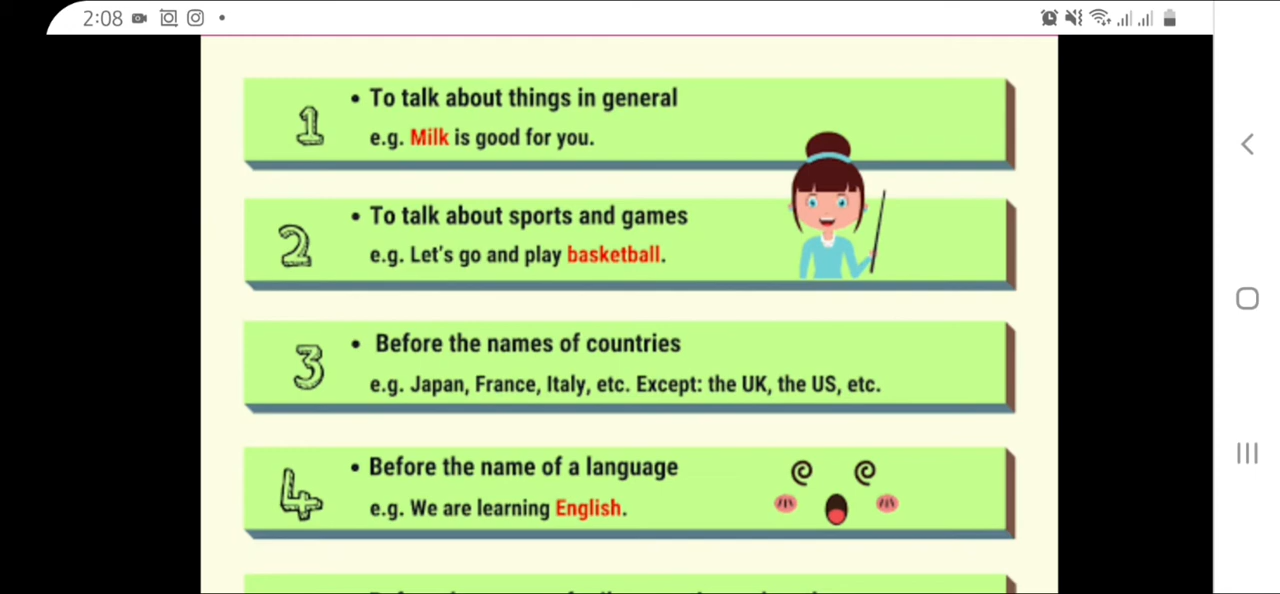 2:08
1
• To talk about things in general
e.g. Milk is good for you.
2
• To talk about sports and games
e.g. Let's go and play basketball.
3
• Before the names of countries
e.g. Japan, France, Italy, etc. Except: the UK, the US, etc.
4
• Before the name of a language
e.g. We are learning English.